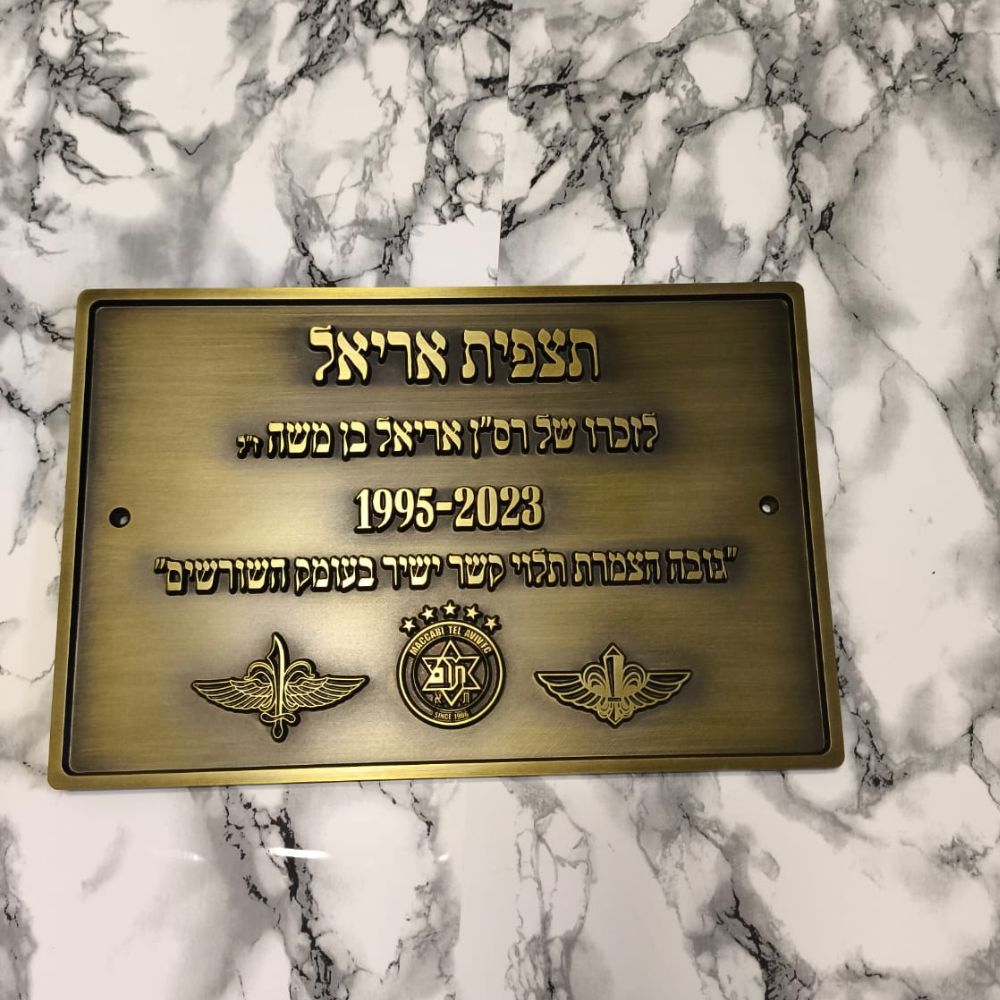 תצפית אריאל
לזכרו של רס"ן אריאל בן משה ז"ל
1995-2023
"גובה הצמרת תלוי קשר ישיר בעומק השורשים"
MACCABI TEL AVIV FC
ת א
SINCE 1906